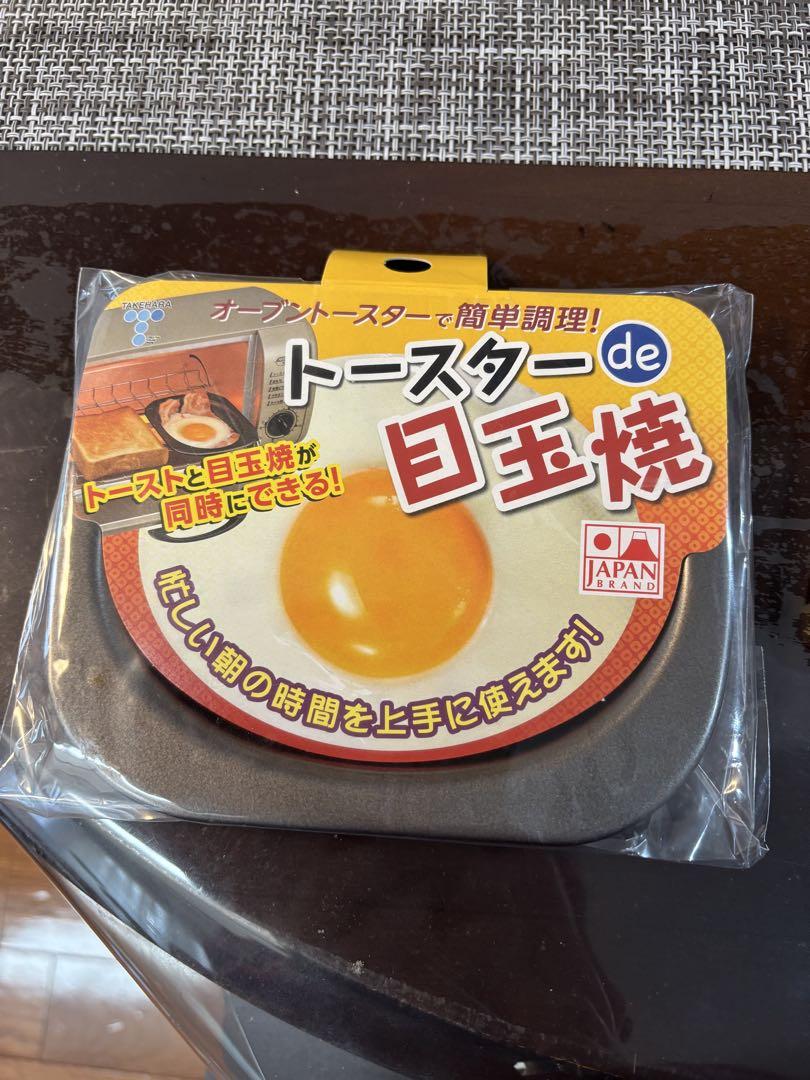 TAKEHARA
オーブントースターで簡単調理!
トースターde
目玉焼
トーストと目玉焼が
同時にできる!
JAPAN
BRAND
忙しい朝の時間を上手に使えます!